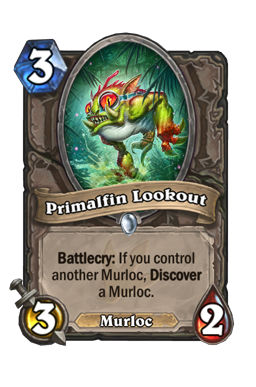 3
Primalfin Lookout
Battlecry: If you control
another Murloc, Discover
a Murloc.
3
Murloc
2